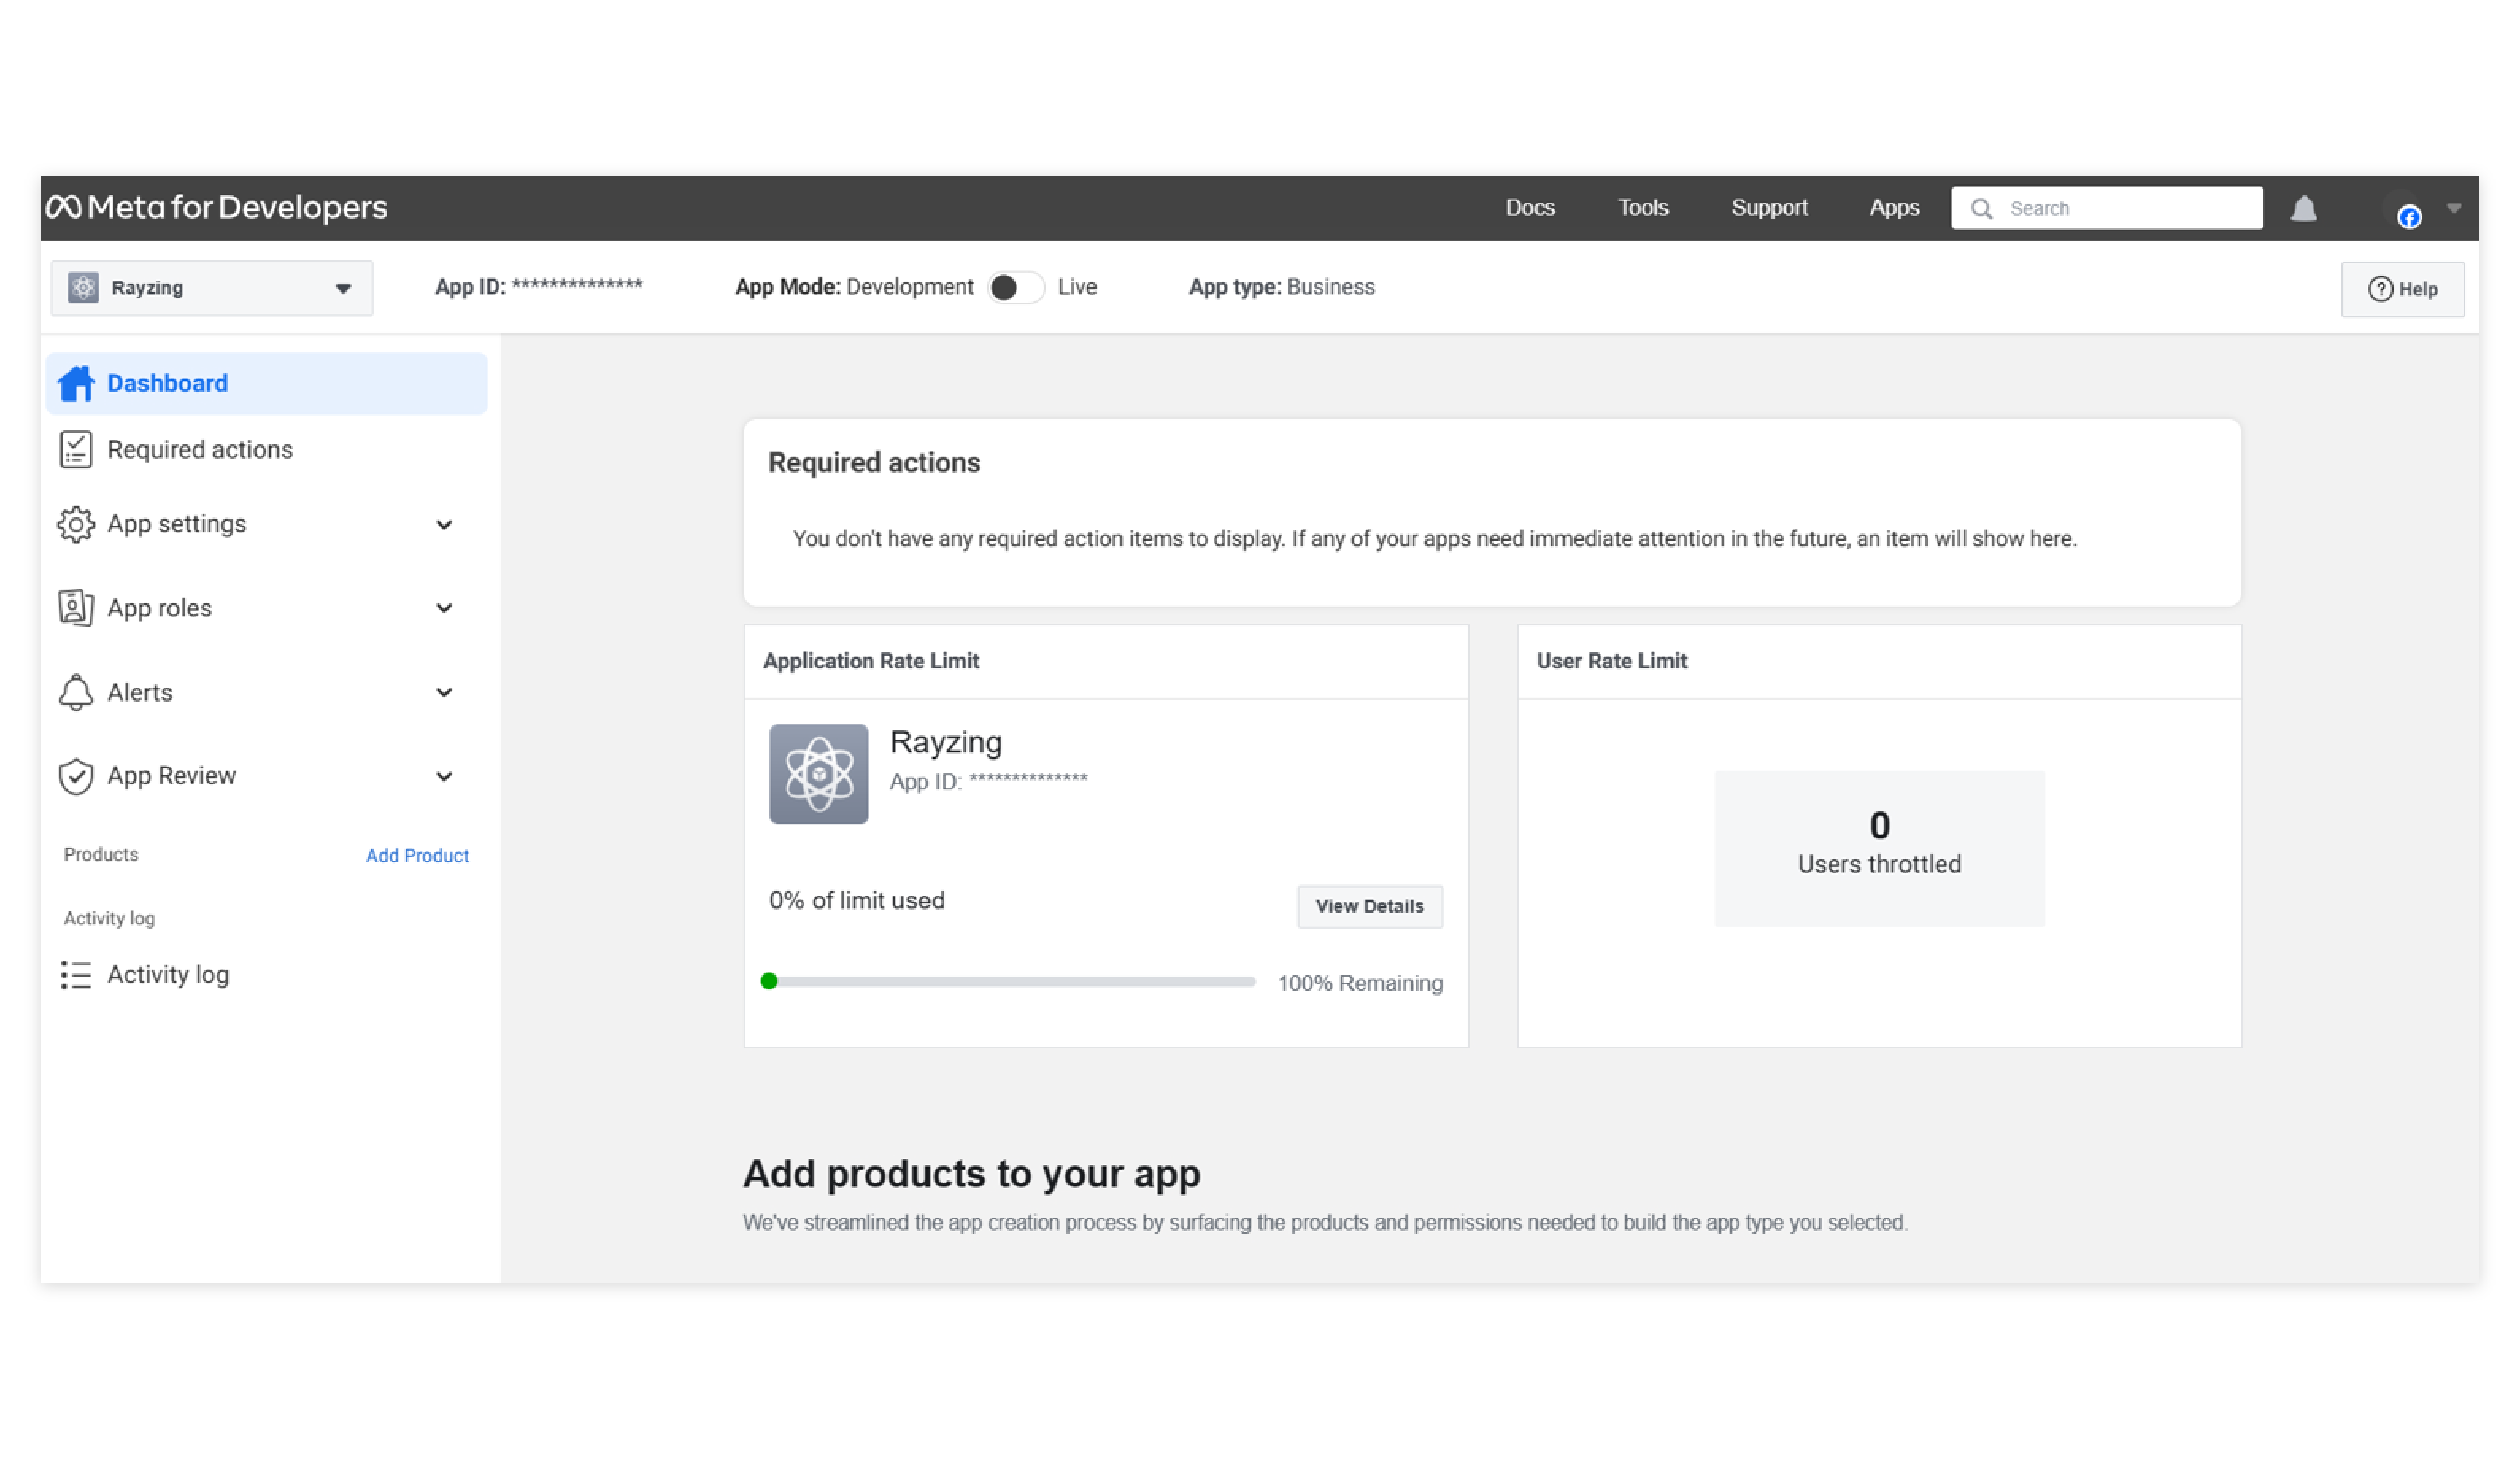 Meta for Developers
Docs Tools Support Apps Search
Rayzing App ID: ************** App Mode: Development Live App type: Business Help
Dashboard
Required actions
App settings
App roles
Alerts
App Review
Products Add Product
Activity log
Activity log
Required actions
You don't have any required action items to display. If any of your apps need immediate attention in the future, an item will show here.
Application Rate Limit
Rayzing
App ID: **************
0% of limit used View Details
100% Remaining
User Rate Limit
0
Users throttled
Add products to your app
We've streamlined the app creation process by surfacing the products and permissions needed to build the app type you selected.